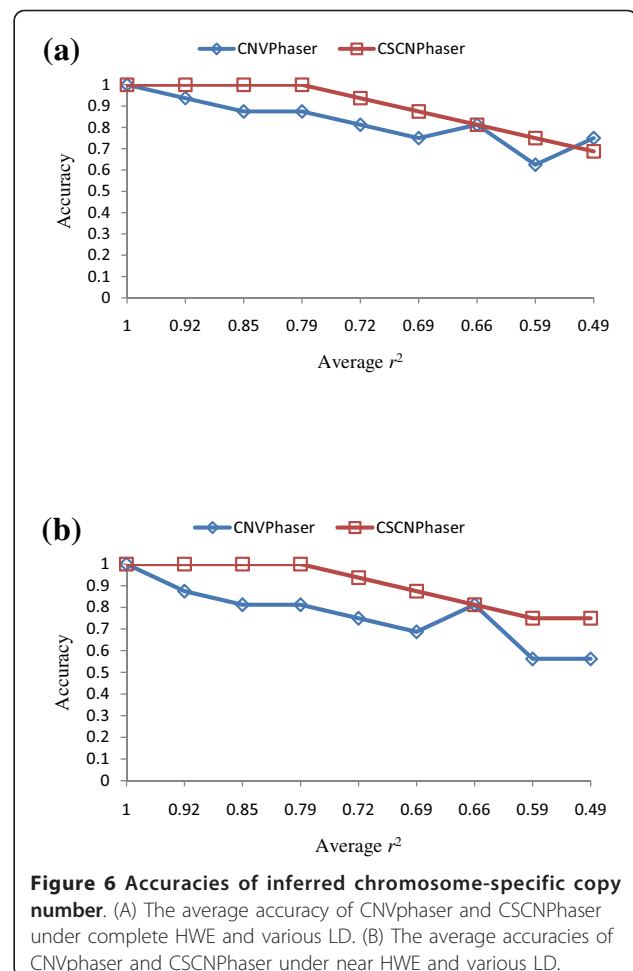 (a)
CNVPhaser CSCNPhaser
1
0.9
0.8
0.7
0.6
0.5
0.4
0.3
0.2
0.1
0
Accuracy
1 0.92 0.85 0.79 0.72 0.69 0.66 0.59 0.49
Average r²
(b)
CNVPhaser CSCNPhaser
1
0.9
0.8
0.7
0.6
0.5
0.4
0.3
0.2
0.1
0
Accuracy
1 0.92 0.85 0.79 0.72 0.69 0.66 0.59 0.49
Average r²
Figure 6 Accuracies of inferred chromosome-specific copy
number. (A) The average accuracy of CNVphaser and CSCNPhaser
under complete HWE and various LD. (B) The average accuracies of
CNVphaser and CSCNPhaser under near HWE and various LD.